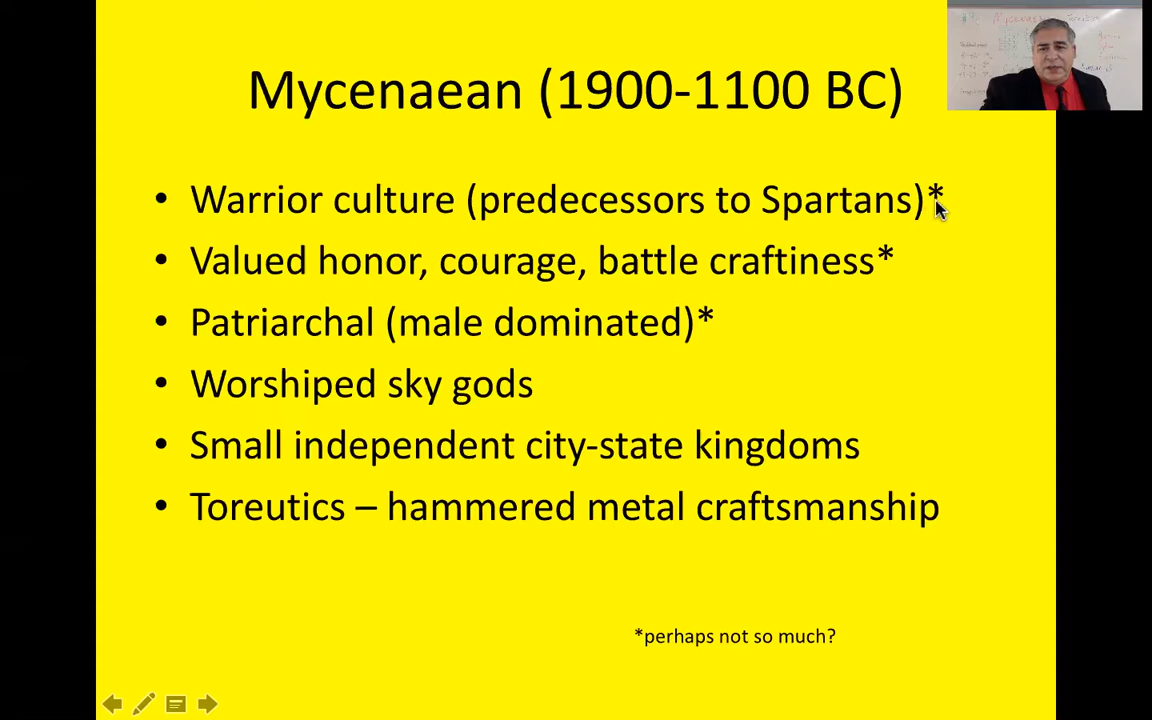 Mycenaean (1900-1100 BC)
• Warrior culture (predecessors to Spartans)*
• Valued honor, courage, battle craftiness*
• Patriarchal (male dominated)*
• Worshiped sky gods
• Small independent city-state kingdoms
• Toreutics – hammered metal craftsmanship
*perhaps not so much?